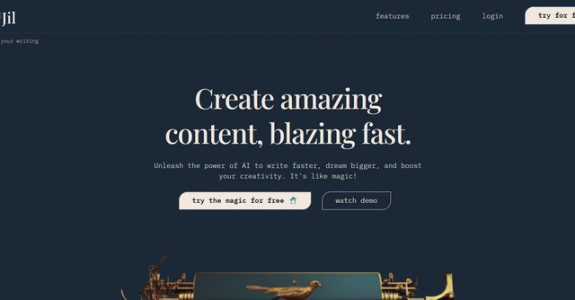 Jil
features pricing login try for f
your writing
Create amazing
content, blazing fast.
Unleash the power of AI to write faster, dream bigger, and boost
your creativity. It's like magic!
try the magic for free watch demo